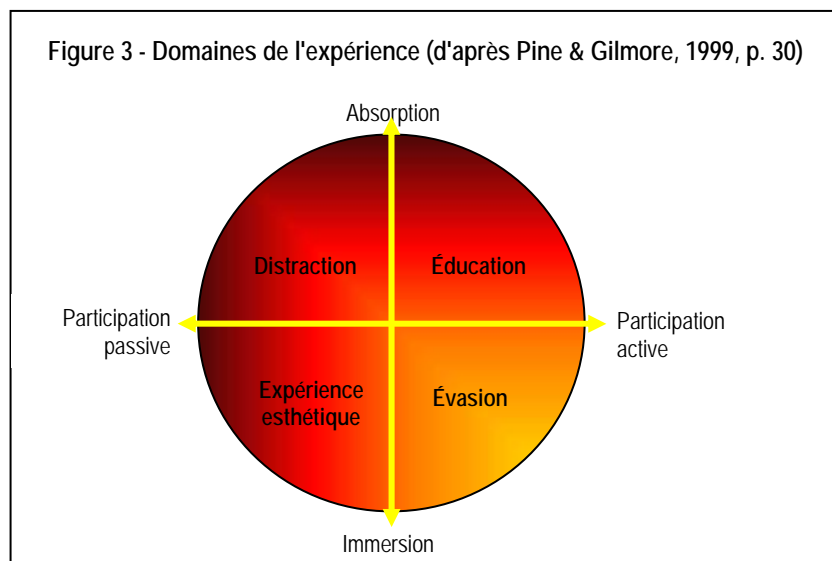 Figure 3 - Domaines de l'expérience (d'après Pine & Gilmore, 1999, p. 30)
Absorption
Distraction
Éducation
Participation
passive
Participation
active
Expérience
esthétique
Évasion
Immersion